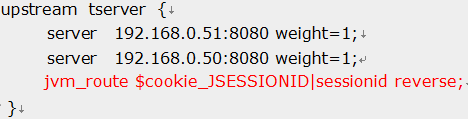 upstream tserver {
server 192.168.0.51:8080 weight=1;
server 192.168.0.50:8080 weight=1;
jvm_route $cookie_JSESSIONID|sessionid reverse;
}